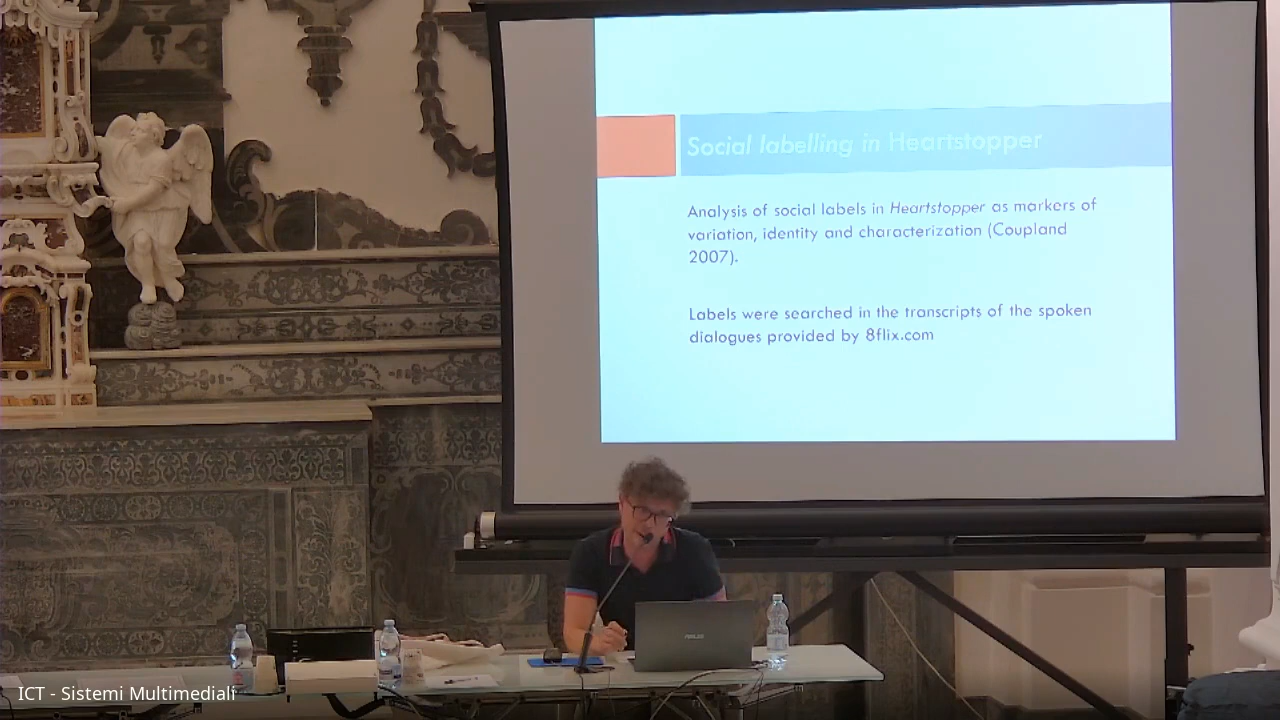 Social labelling in Heartstopper
Analysis of social labels in Heartstopper as markers of
variation, identity and characterization (Coupland
2007).
Labels were searched in the transcripts of the spoken
dialogues provided by 8flix.com
ASUS
ICT - Sistemi Multimediali